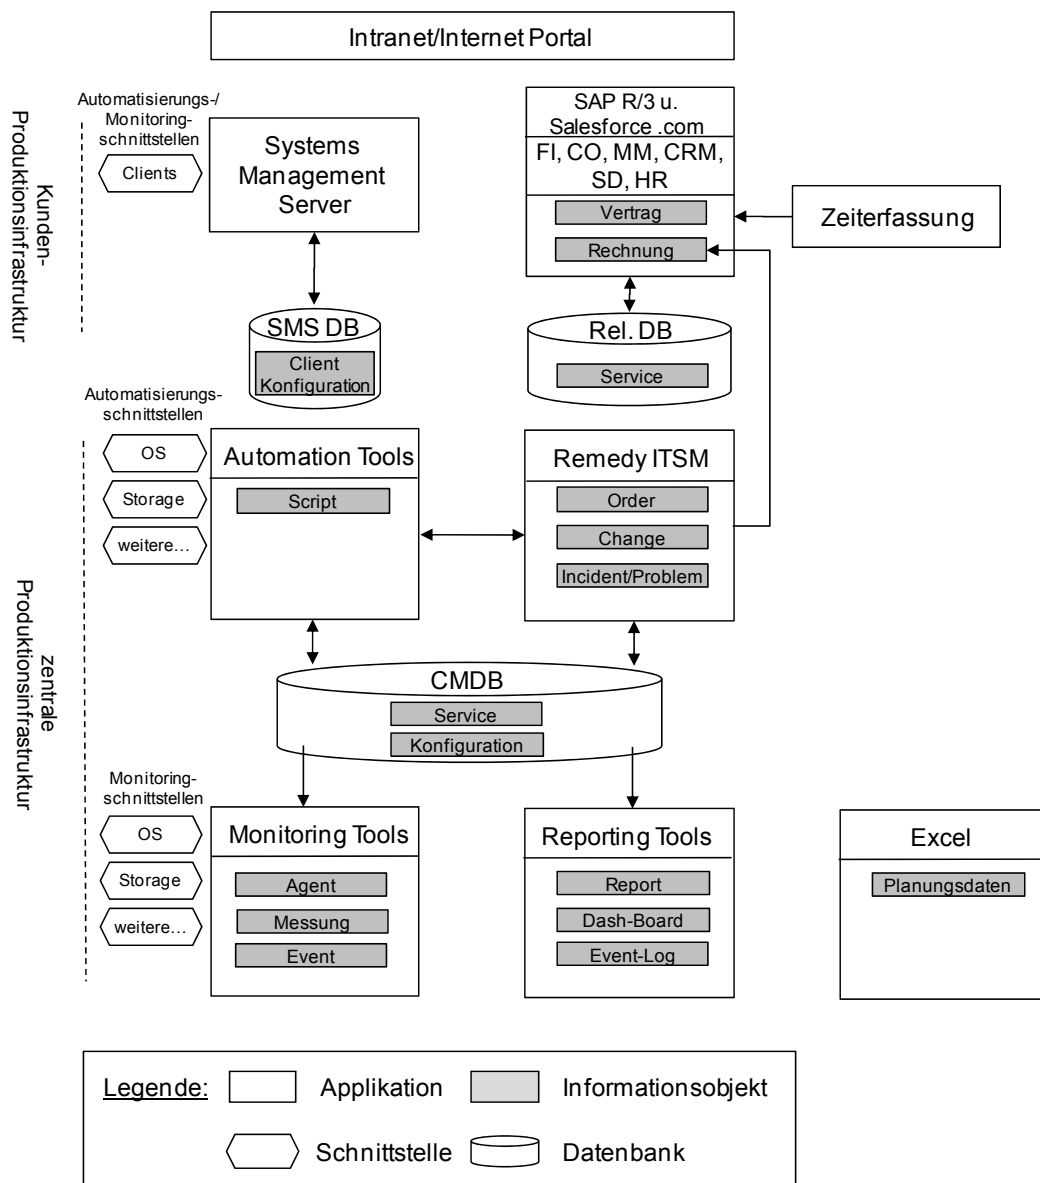 Intranet/Internet Portal
Kunden-
Produktionsinfrastruktur
Automatisierungs-/
Monitoring-
schnittstellen
Clients
Systems
Management
Server
SAP R/3 u.
Salesforce .com
FI, CO, MM, CRM,
SD, HR
Vertrag
Rechnung
Zeiterfassung
SMS DB
Client
Konfiguration
Rel. DB
Service
zentrale
Produktionsinfrastruktur
Automatisierungs-
schnittstellen
OS
Storage
weitere…
Automation Tools
Script
Remedy ITSM
Order
Change
Incident/Problem
CMDB
Service
Konfiguration
Monitoring-
schnittstellen
OS
Storage
weitere…
Monitoring Tools
Agent
Messung
Event
Reporting Tools
Report
Dash-Board
Event-Log
Excel
Planungsdaten
Legende:
Applikation
Informationsobjekt
Schnittstelle
Datenbank